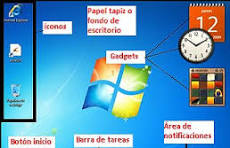 Papel tapiz o
fondo de
escritorio
iconos
12
Gadgets
Botón inicio
Barra de tareas
Área de
notificaciones